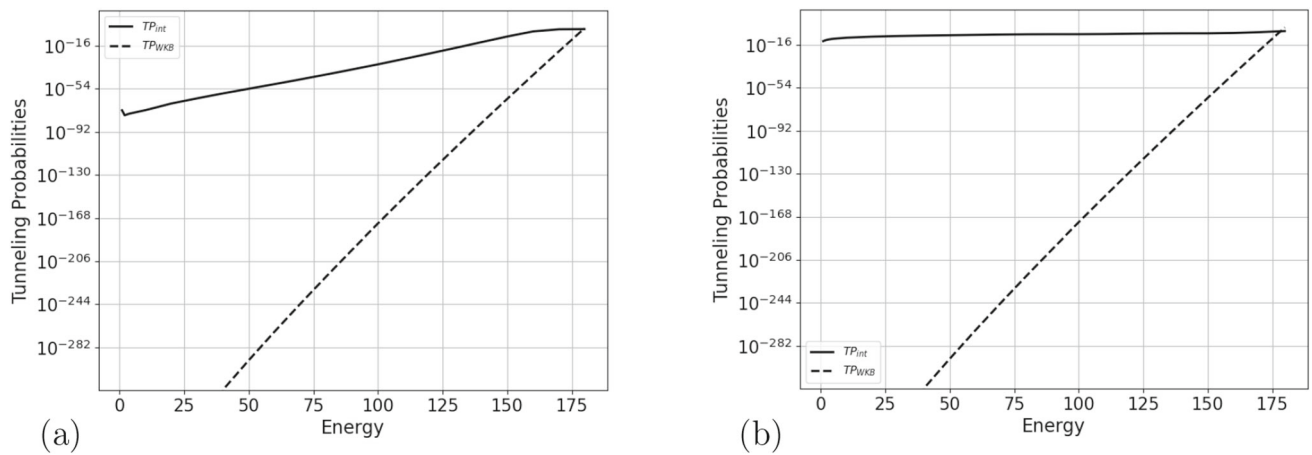 TP_int
TP_WKB
10^-16
10^-54
10^-92
10^-130
10^-168
10^-206
10^-244
10^-282
Tunneling Probabilities
0 25 50 75 100 125 150 175
Energy
(a)
10^-16
10^-54
10^-92
10^-130
10^-168
10^-206
10^-244
10^-282
Tunneling Probabilities
TP_int
TP_WKB
0 25 50 75 100 125 150 175
Energy
(b)